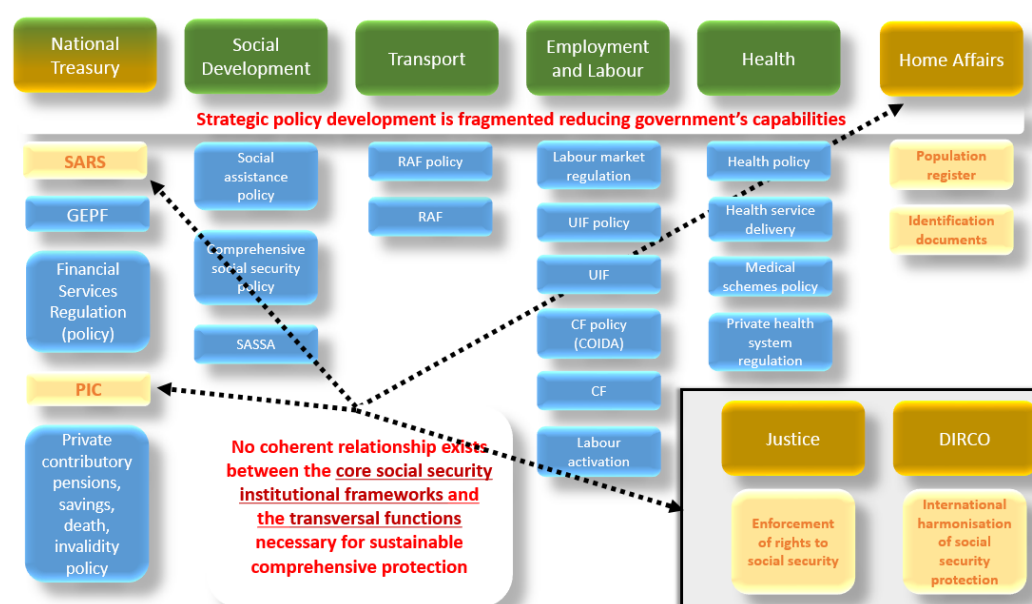 National
Treasury
Social
Development
Transport
Employment
and Labour
Health
Home Affairs
Strategic policy development is fragmented reducing government's capabilities
SARS
GEPF
Financial
Services
Regulation
(policy)
PIC
Private
contributory
pensions,
savings,
death,
invalidity
policy
Social
assistance
policy
Comprehensive
social security
policy
SASSA
RAF policy
RAF
Labour market
regulation
UIF policy
UIF
CF policy
(COIDA)
CF
Labour
activation
Health policy
Health service
delivery
Medical
schemes policy
Private health
system
regulation
Population
register
Identification
documents
No coherent relationship exists
between the core social security
institutional frameworks and
the transversal functions
necessary for sustainable
comprehensive protection
Justice
DIRCO
Enforcement
of rights to
social security
International
harmonisation
of social
security
protection